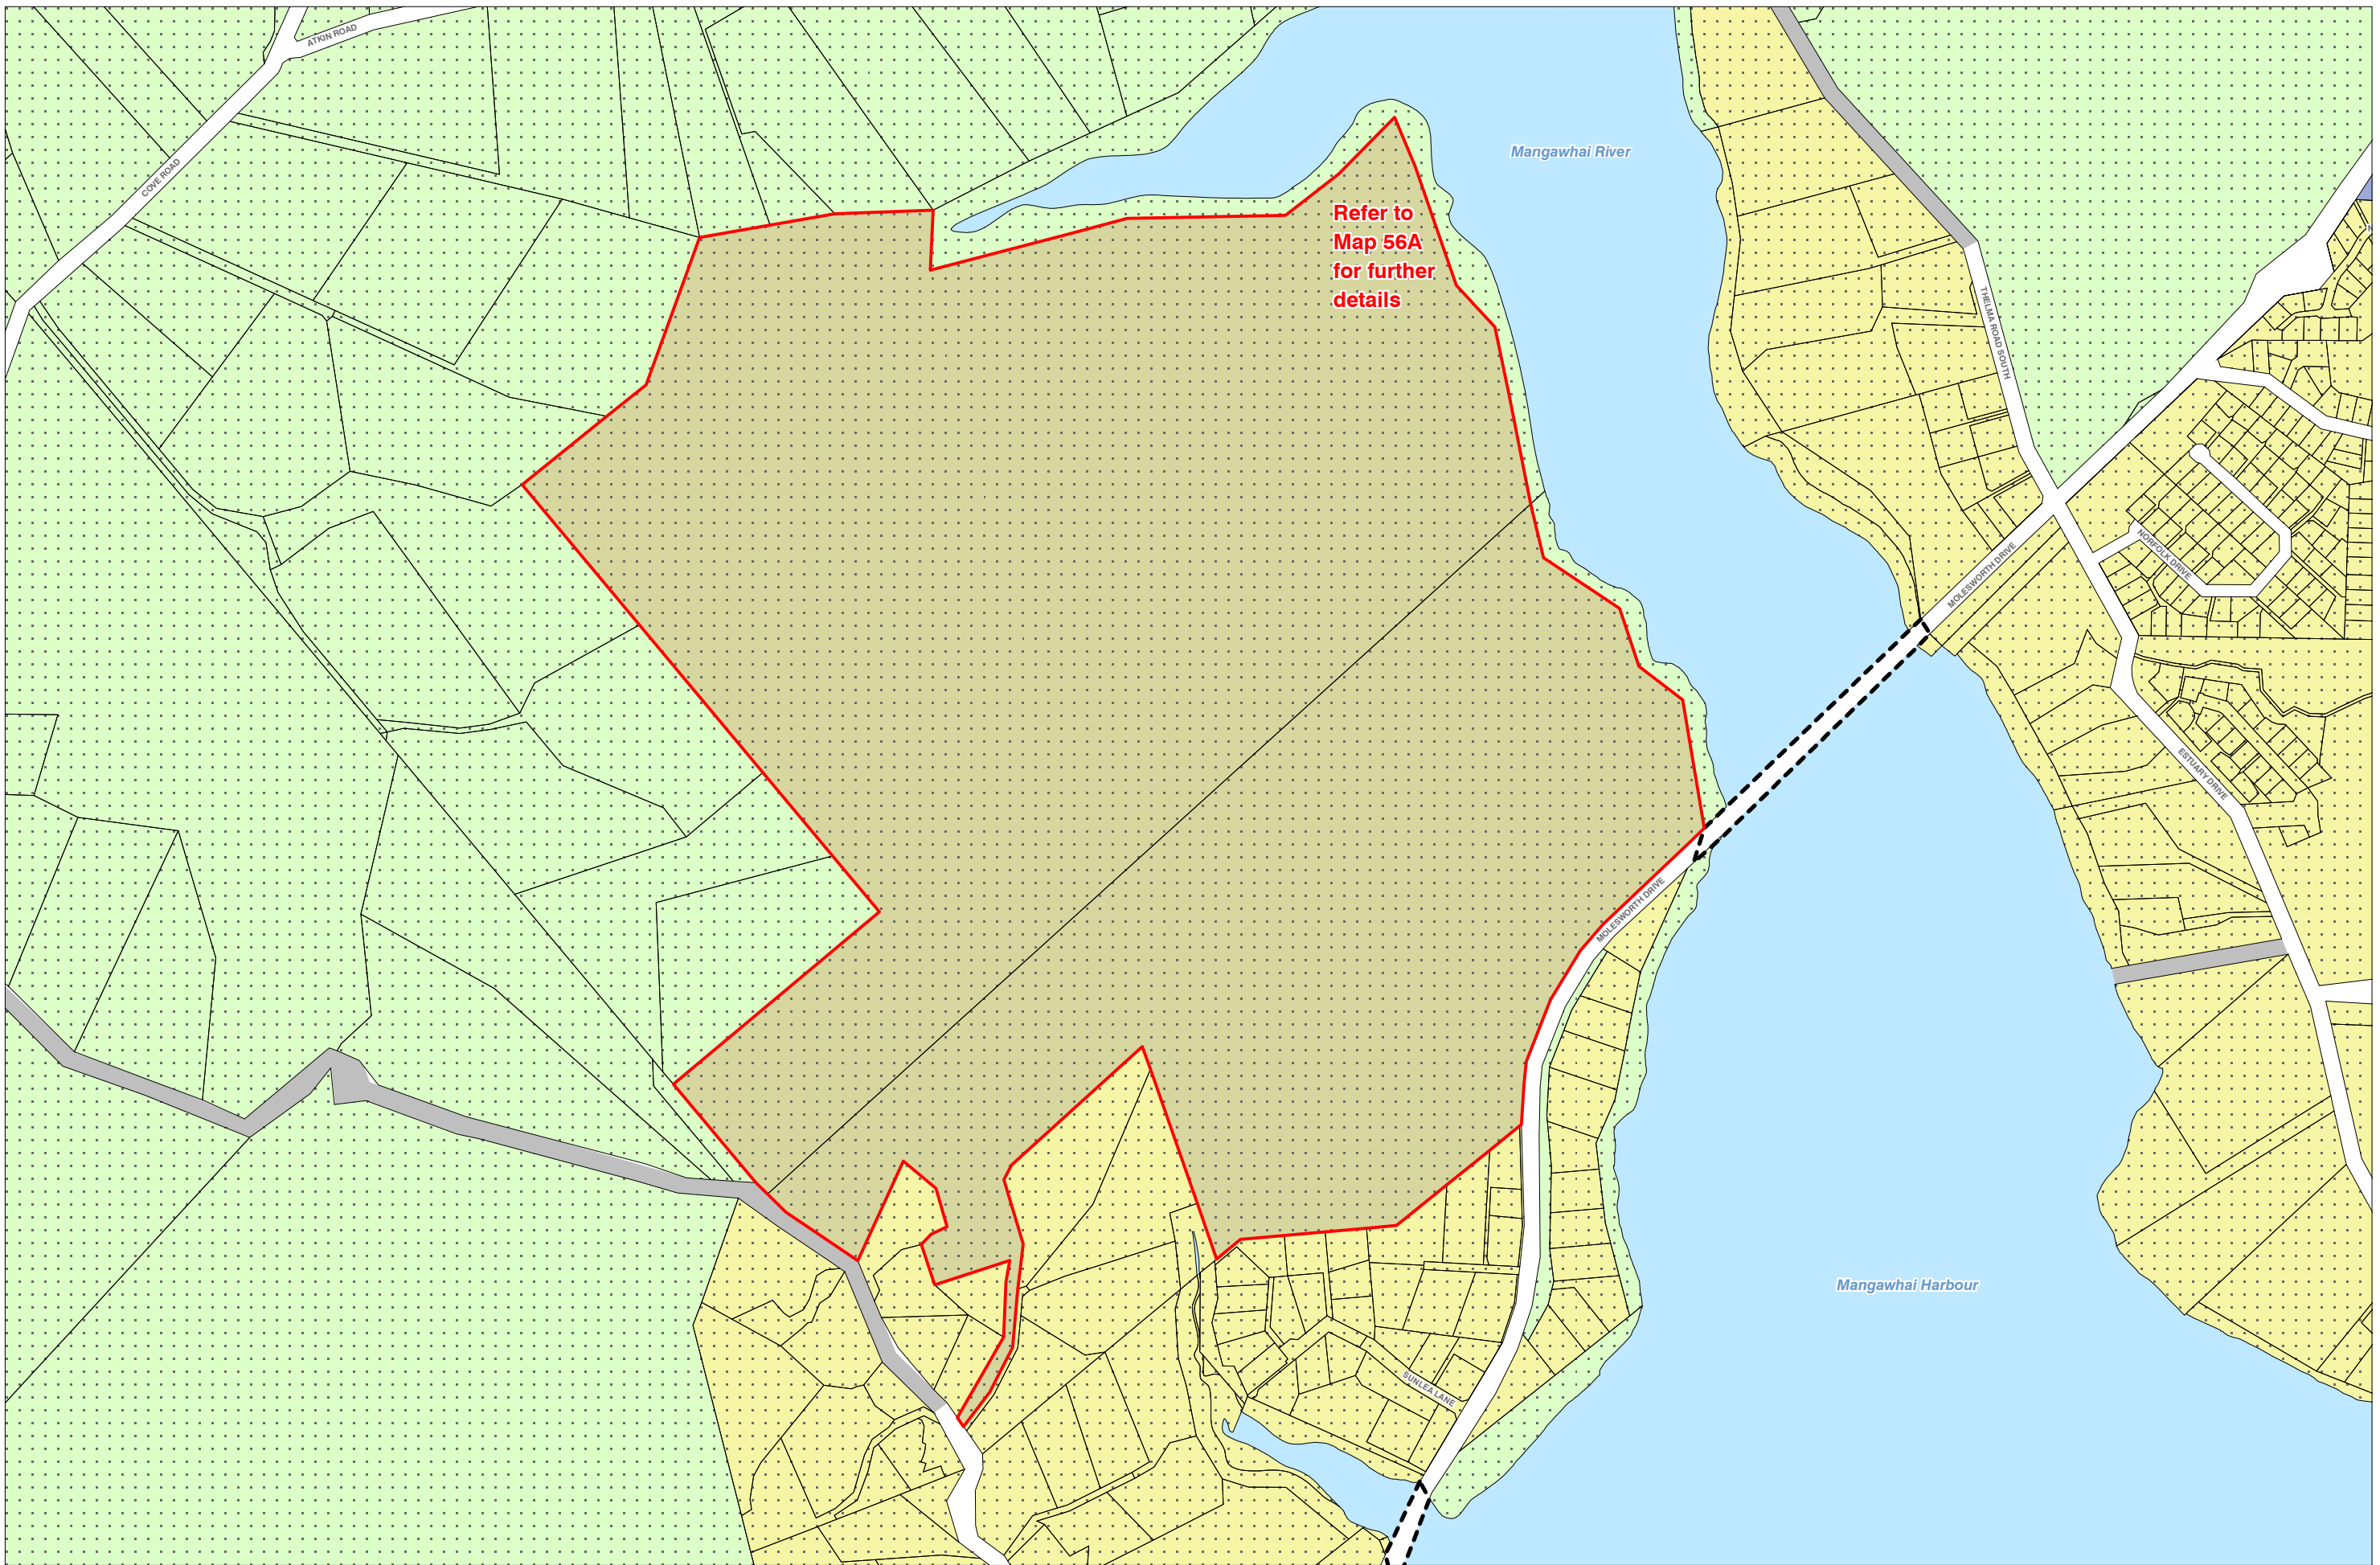 ATKIN ROAD
COVE ROAD
Mangawhai River
Refer to
Map 56A
for further
details
THELMA ROAD SOUTH
NORFOLK DRIVE
MOLESWORTH DRIVE
ESTUARY DRIVE
MOLESWORTH DRIVE
Mangawhai Harbour
SUNLEA LANE